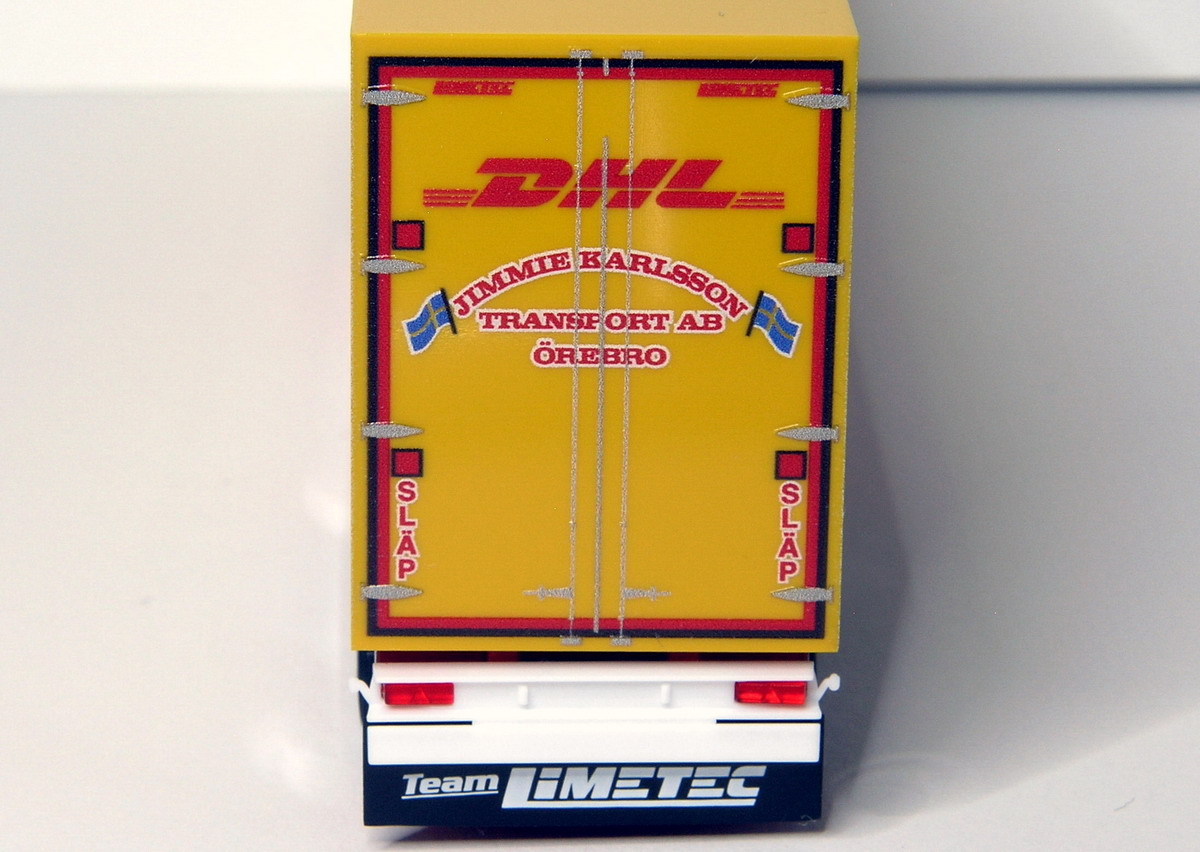 LIMETEC LIMETEC
DHL
JIMMIE KARLSSON
TRANSPORT AB
ÖREBRO
SLÄP SLÄP
Team LIMETEC